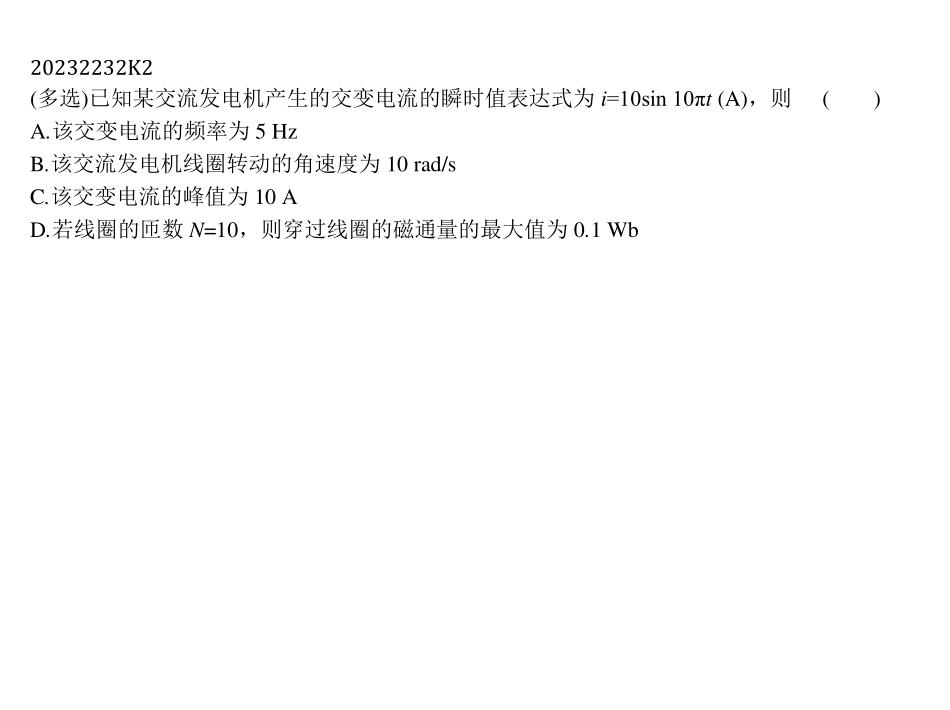 20232232K2
(多选)已知某交流发电机产生的交变电流的瞬时值表达式为 i=10sin 10πt (A)，则 (　　)
A.该交变电流的频率为 5 Hz
B.该交流发电机线圈转动的角速度为 10 rad/s
C.该交变电流的峰值为 10 A
D.若线圈的匝数 N=10，则穿过线圈的磁通量的最大值为 0.1 Wb